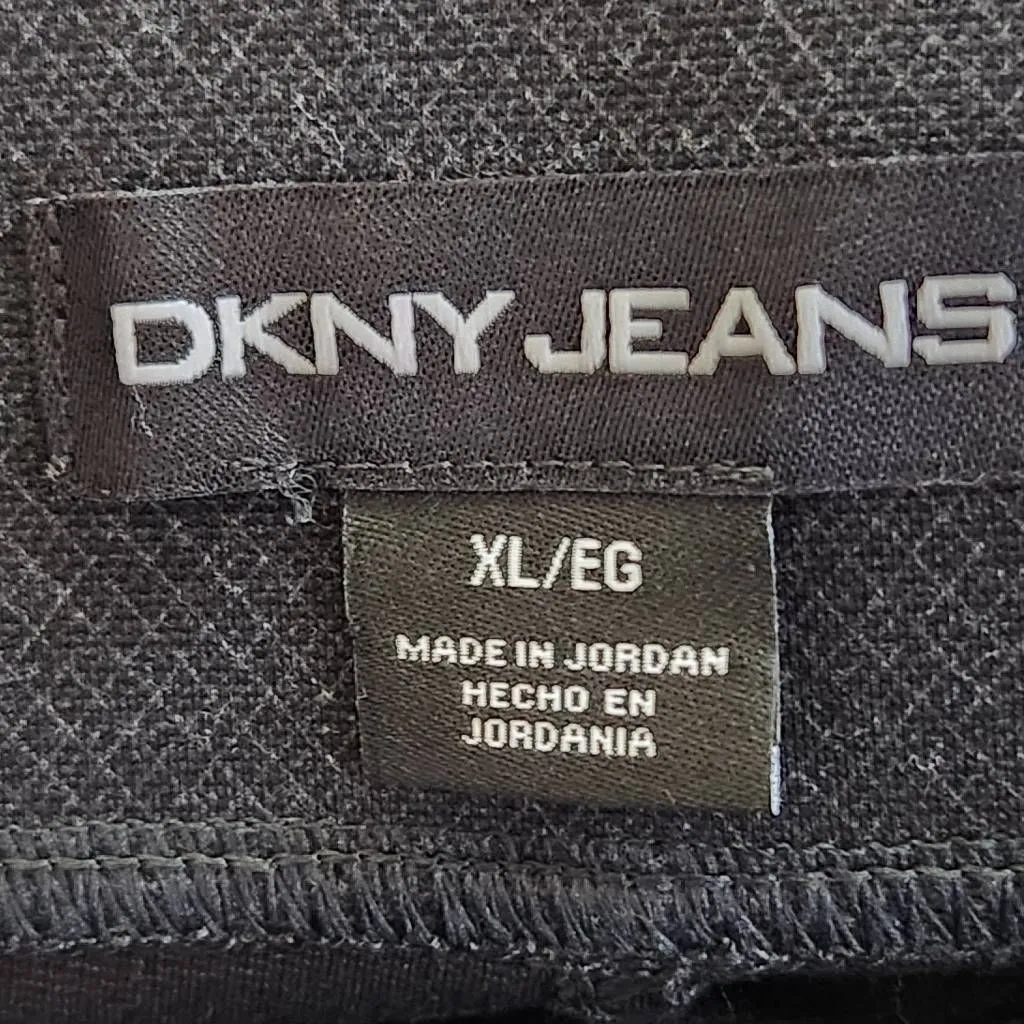 DKNY JEANS
XL/EG
MADE IN JORDAN
HECHO EN
JORDANIA